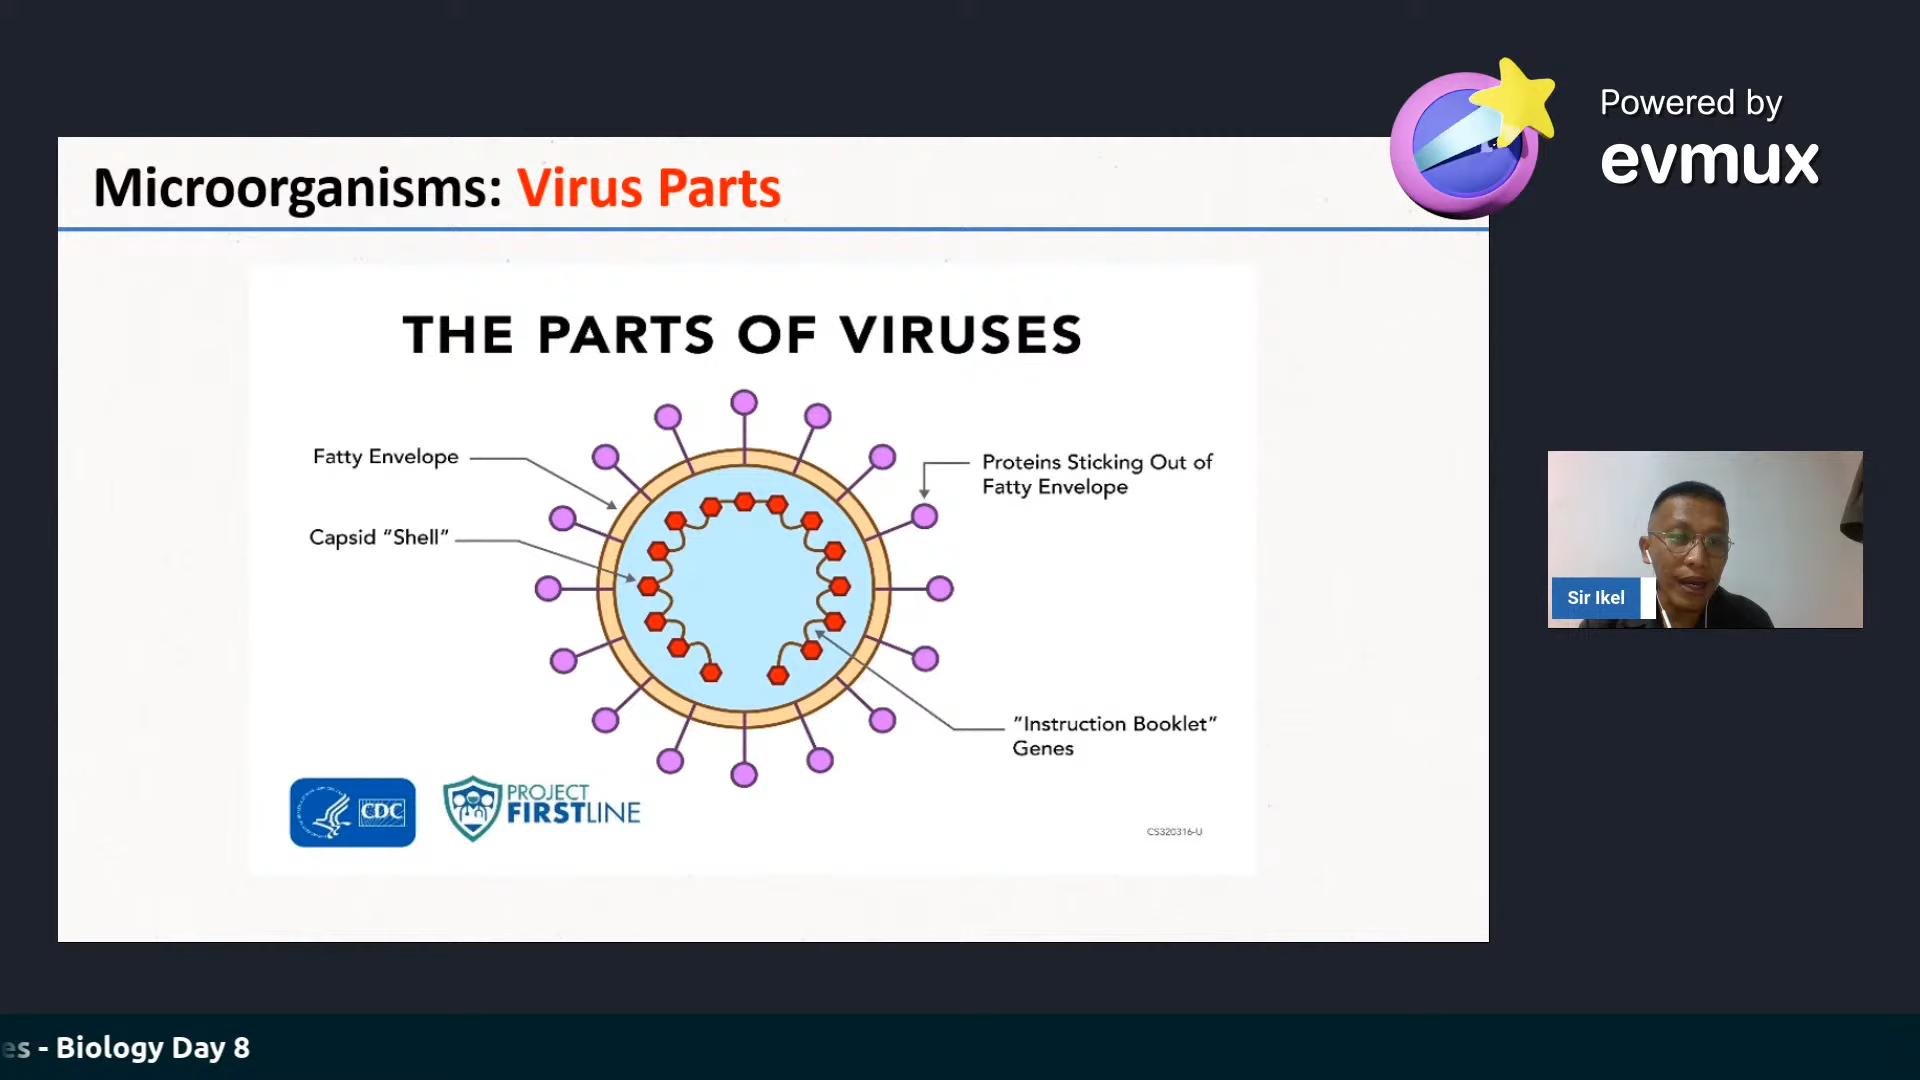 Powered by
evmux
Microorganisms: Virus Parts
THE PARTS OF VIRUSES
Fatty Envelope
Proteins Sticking Out of
Fatty Envelope
Capsid “Shell”
Sir Ikel
“Instruction Booklet”
Genes
CDC
PROJECT
FIRSTLINE
CS320316-U
es - Biology Day 8